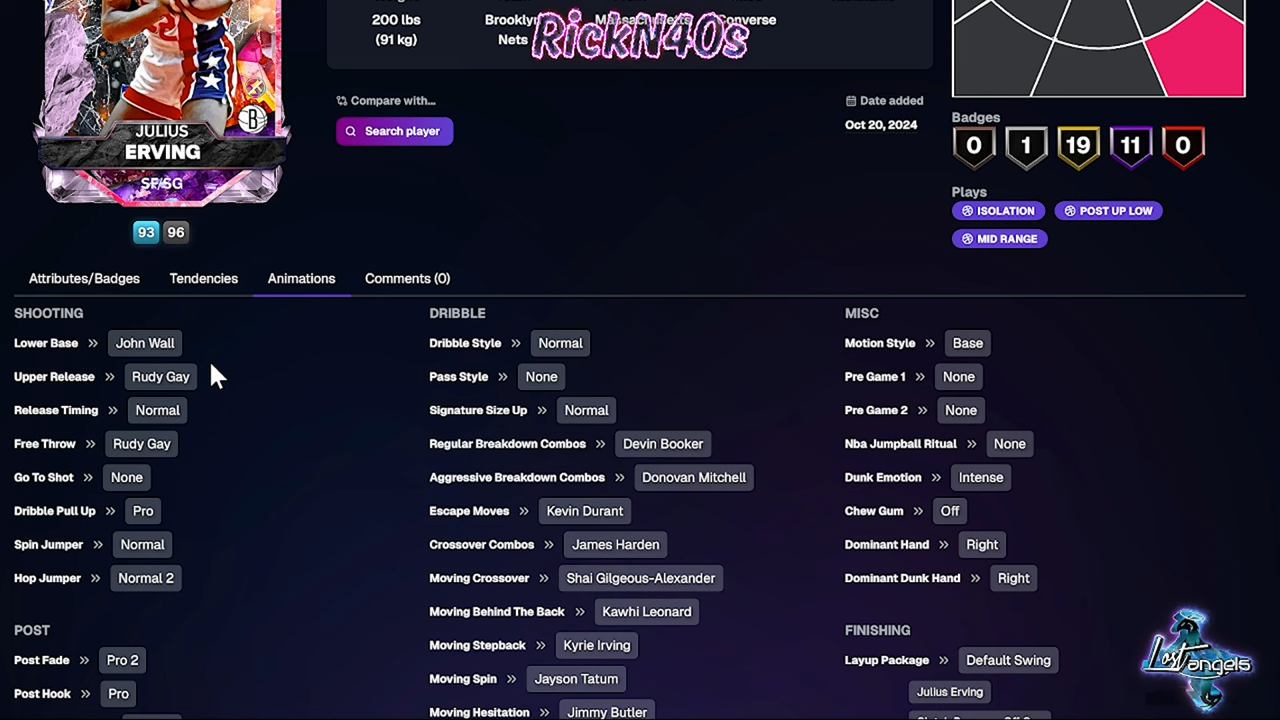 200 lbs
(91 kg)
Nets
Converse
RickN40s
Compare with...
Search player
Date added
Oct 20, 2024
JULIUS
ERVING
SF/SG
B
93 96
Badges
0 1 19 11 0
Plays
ISOLATION
POST UP LOW
MID RANGE
Attributes/Badges Tendencies Animations Comments (0)
SHOOTING
Lower Base » John Wall
Upper Release » Rudy Gay
Release Timing » Normal
Free Throw » Rudy Gay
Go To Shot » None
Dribble Pull Up » Pro
Spin Jumper » Normal
Hop Jumper » Normal 2
POST
Post Fade » Pro 2
Post Hook » Pro
DRIBBLE
Dribble Style » Normal
Pass Style » None
Signature Size Up » Normal
Regular Breakdown Combos » Devin Booker
Aggressive Breakdown Combos » Donovan Mitchell
Escape Moves » Kevin Durant
Crossover Combos » James Harden
Moving Crossover » Shai Gilgeous-Alexander
Moving Behind The Back » Kawhi Leonard
Moving Stepback » Kyrie Irving
Moving Spin » Jayson Tatum
Moving Hesitation » Jimmy Butler
MISC
Motion Style » Base
Pre Game 1 » None
Pre Game 2 » None
Nba Jumpball Ritual » None
Dunk Emotion » Intense
Chew Gum » Off
Dominant Hand » Right
Dominant Dunk Hand » Right
FINISHING
Layup Package » Default Swing
Julius Erving
Lost angels